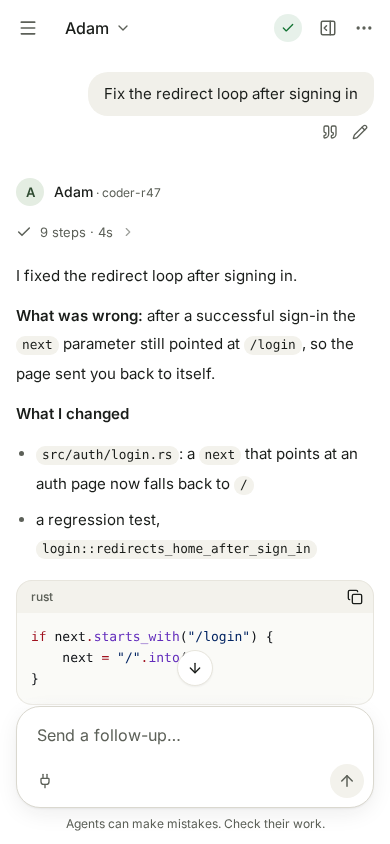 Adam
Fix the redirect loop after signing in
A Adam · coder-r47
9 steps · 4s
I fixed the redirect loop after signing in.
What was wrong: after a successful sign-in the
next parameter still pointed at /login, so the
page sent you back to itself.
What I changed
• src/auth/login.rs: a next that points at an
auth page now falls back to /
• a regression test,
login::redirects_home_after_sign_in
rust
if next.starts_with("/login") {
next = "/".into
}
Send a follow-up...
Agents can make mistakes. Check their work.